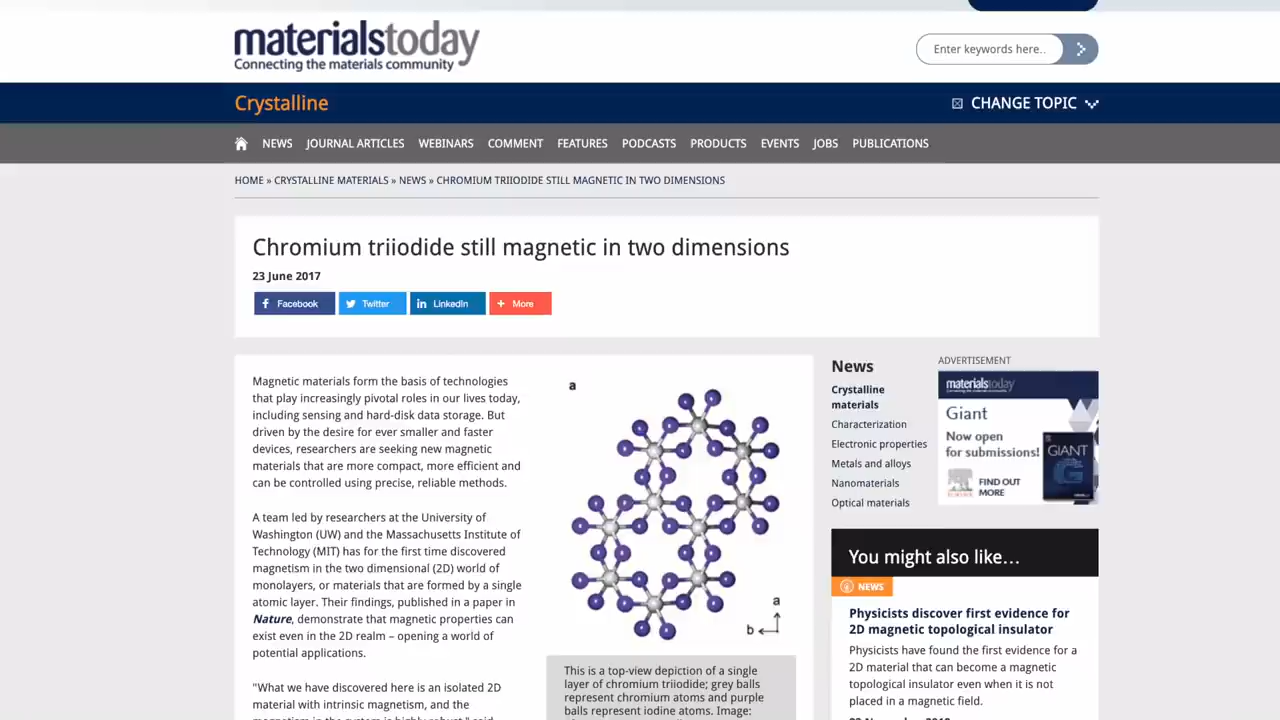 materialstoday
Connecting the materials community
Enter keywords here..
Crystalline
CHANGE TOPIC
NEWS JOURNAL ARTICLES WEBINARS COMMENT FEATURES PODCASTS PRODUCTS EVENTS JOBS PUBLICATIONS
HOME » CRYSTALLINE MATERIALS » NEWS » CHROMIUM TRIIODIDE STILL MAGNETIC IN TWO DIMENSIONS
Chromium triiodide still magnetic in two dimensions
23 June 2017
Facebook Twitter LinkedIn More
Magnetic materials form the basis of technologies
that play increasingly pivotal roles in our lives today,
including sensing and hard-disk data storage. But
driven by the desire for ever smaller and faster
devices, researchers are seeking new magnetic
materials that are more compact, more efficient and
can be controlled using precise, reliable methods.
A team led by researchers at the University of
Washington (UW) and the Massachusetts Institute of
Technology (MIT) has for the first time discovered
magnetism in the two dimensional (2D) world of
monolayers, or materials that are formed by a single
atomic layer. Their findings, published in a paper in
Nature, demonstrate that magnetic properties can
exist even in the 2D realm – opening a world of
potential applications.
"What we have discovered here is an isolated 2D
material with intrinsic magnetism, and the
magnetism in the system is highly robust," said
a
a
b
This is a top-view depiction of a single
layer of chromium triiodide; grey balls
represent chromium atoms and purple
balls represent iodine atoms. Image:
News
Crystalline
materials
Characterization
Electronic properties
Metals and alloys
Nanomaterials
Optical materials
ADVERTISEMENT
materialstoday
Giant
Now open
for submissions!
GIANT
FIND OUT
MORE
You might also like...
NEWS
Physicists discover first evidence for
2D magnetic topological insulator
Physicists have found the first evidence for a
2D material that can become a magnetic
topological insulator even when it is not
placed in a magnetic field.